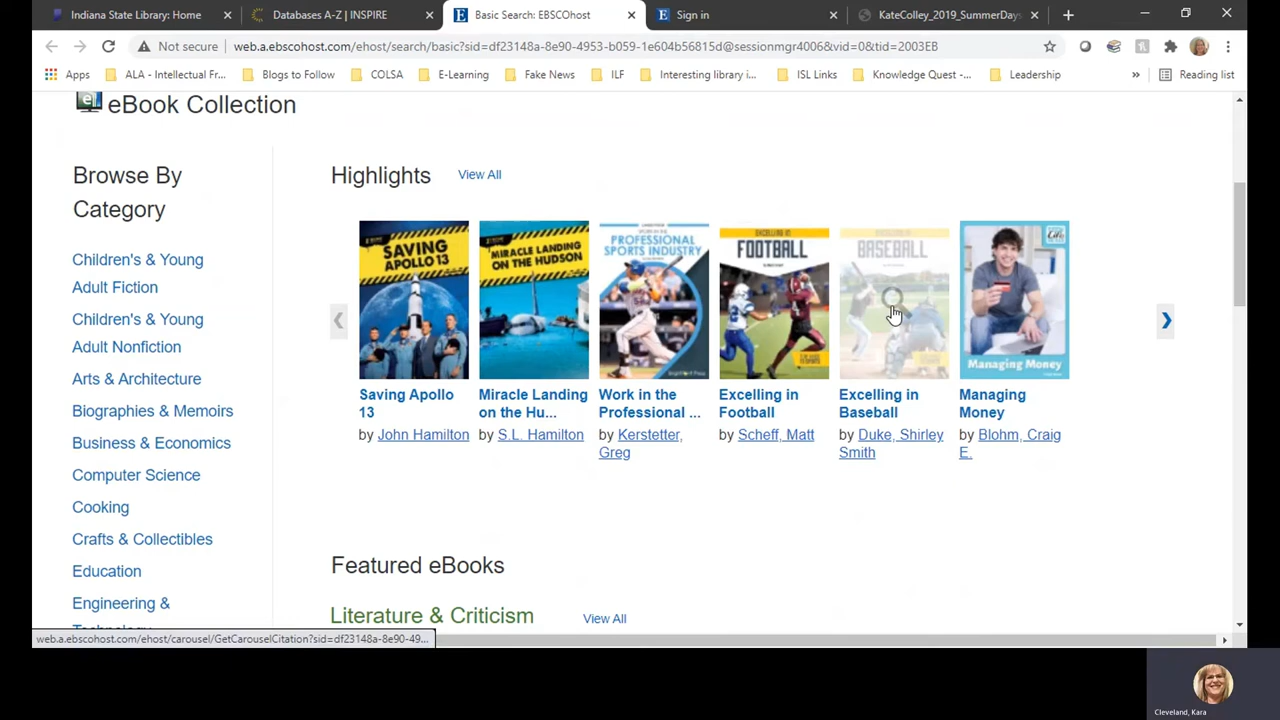 Indiana State Library: Home
Databases A-Z | INSPIRE
Basic Search: EBSCOhost
Sign in
KateColley_2019_SummerDays
Not secure
web.a.ebscohost.com/ehost/search/basic?sid=df23148a-8e90-4953-b059-1e604b56815d@sessionmgr4006&vid=0&tid=2003EB
Apps
ALA - Intellectual Fr...
Blogs to Follow
COLSA
E-Learning
Fake News
ILF
Interesting library i...
ISL Links
Knowledge Quest - ...
Leadership
»
Reading list
eBook Collection
Browse By
Category
Children's & Young
Adult Fiction
Children's & Young
Adult Nonfiction
Arts & Architecture
Biographies & Memoirs
Business & Economics
Computer Science
Cooking
Crafts & Collectibles
Education
Engineering &
Highlights
View All
SAVING
APOLLO 13
MIRACLE LANDING
ON THE HUDSON
WORK IN THE
PROFESSIONAL
SPORTS INDUSTRY
EXCELLING IN
FOOTBALL
EXCELLING IN
BASEBALL
Managing Money
Saving Apollo
13
by John Hamilton
Miracle Landing
on the Hu...
by S.L. Hamilton
Work in the
Professional ...
by Kerstetter,
Greg
Excelling in
Football
by Scheff, Matt
Excelling in
Baseball
by Duke, Shirley
Smith
Managing
Money
by Blohm, Craig
E.
Featured eBooks
Literature & Criticism
View All
web.a.ebscohost.com/ehost/carousel/GetCarouselCitation?sid=df23148a-8e90-49...
Cleveland, Kara